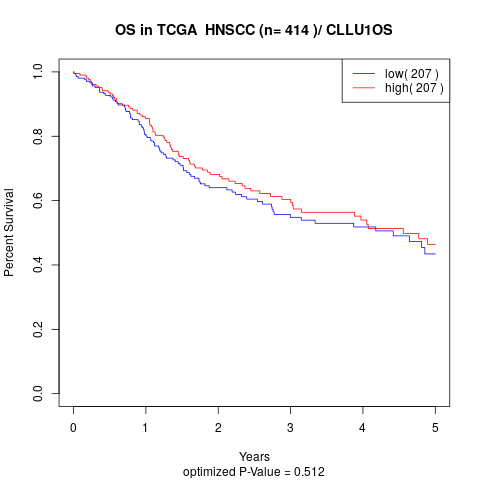 OS in TCGA  HNSCC (n= 414 )/ CLLU1OS
low( 207 )
high( 207 )
Percent Survival
1.0
0.8
0.6
0.4
0.2
0.0
0 1 2 3 4 5
Years
optimized P-Value = 0.512